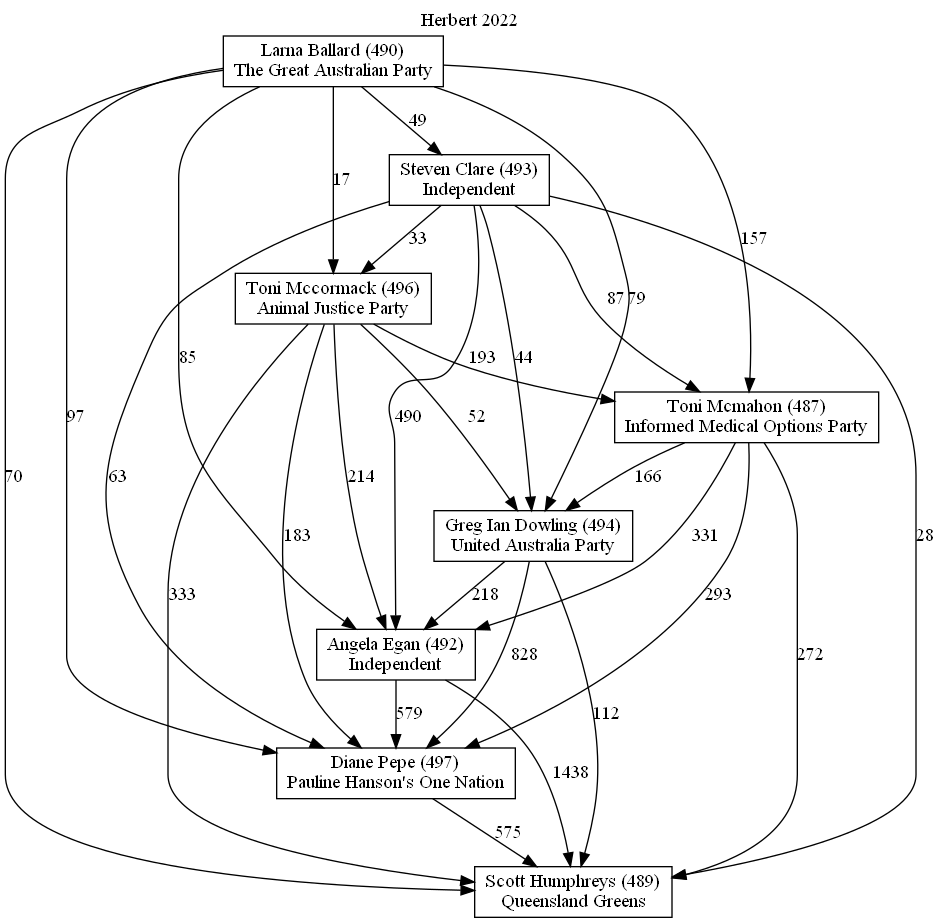 Herbert 2022
Larna Ballard (490)
The Great Australian Party
49
Steven Clare (493)
Independent
17
33
157
Toni Mccormack (496)
Animal Justice Party
87
79
85
193
44
Toni Mcmahon (487)
Informed Medical Options Party
97
490
52
70
63
214
166
Greg Ian Dowling (494)
United Australia Party
183
331
28
333
218
293
Angela Egan (492)
Independent
828
272
579
112
Diane Pepe (497)
Pauline Hanson's One Nation
1438
575
Scott Humphreys (489)
Queensland Greens